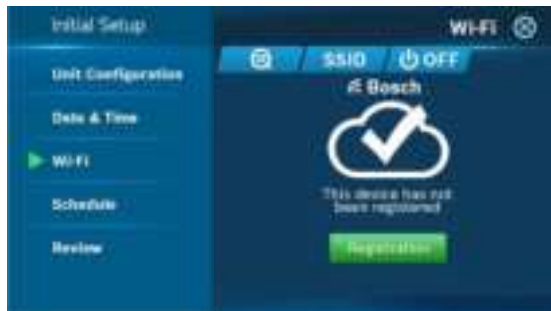 Initial Setup
Wi-Fi
Unit Configuration
Date & Time
Wi-Fi
Schedule
Review
SSID
OFF
Bosch
This device has not
been registered
Registration